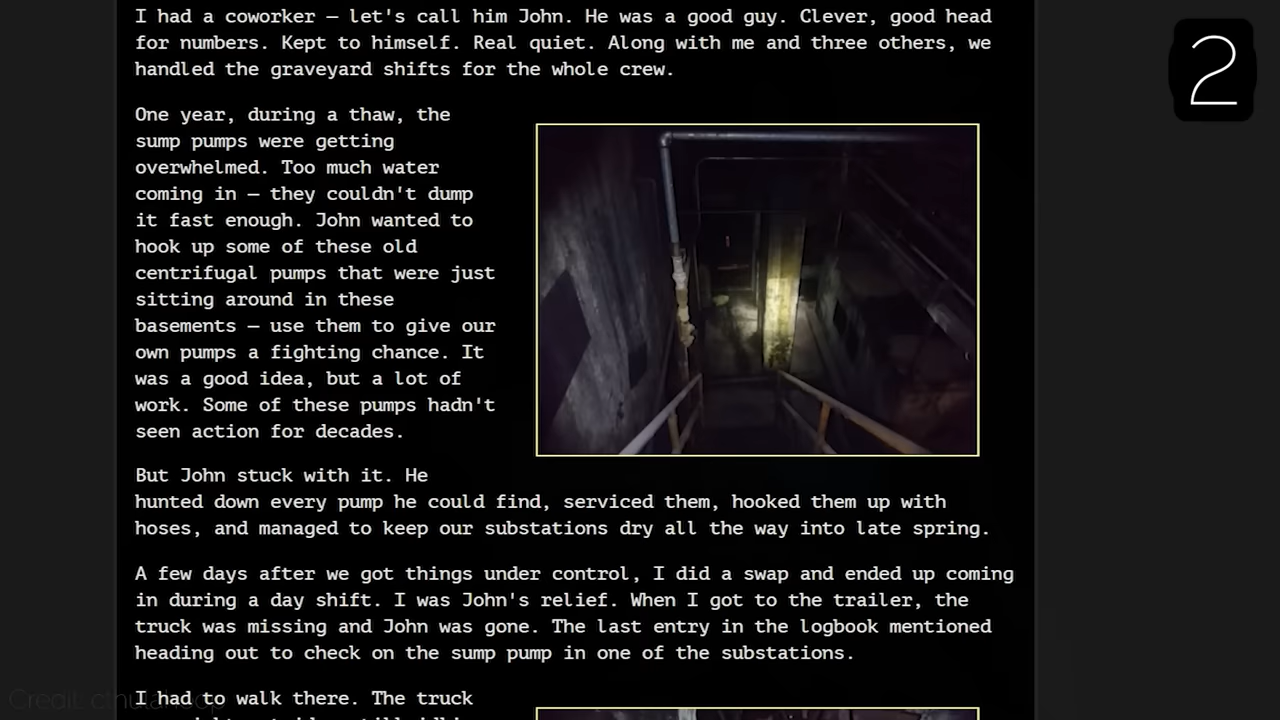 I had a coworker — let's call him John. He was a good guy. Clever, good head
for numbers. Kept to himself. Real quiet. Along with me and three others, we
handled the graveyard shifts for the whole crew.
One year, during a thaw, the
sump pumps were getting
overwhelmed. Too much water
coming in — they couldn't dump
it fast enough. John wanted to
hook up some of these old
centrifugal pumps that were just
sitting around in these
basements — use them to give our
own pumps a fighting chance. It
was a good idea, but a lot of
work. Some of these pumps hadn't
seen action for decades.
But John stuck with it. He
hunted down every pump he could find, serviced them, hooked them up with
hoses, and managed to keep our substations dry all the way into late spring.
A few days after we got things under control, I did a swap and ended up coming
in during a day shift. I was John's relief. When I got to the trailer, the
truck was missing and John was gone. The last entry in the logbook mentioned
heading out to check on the sump pump in one of the substations.
I had to walk there. The truck
2
Credit: